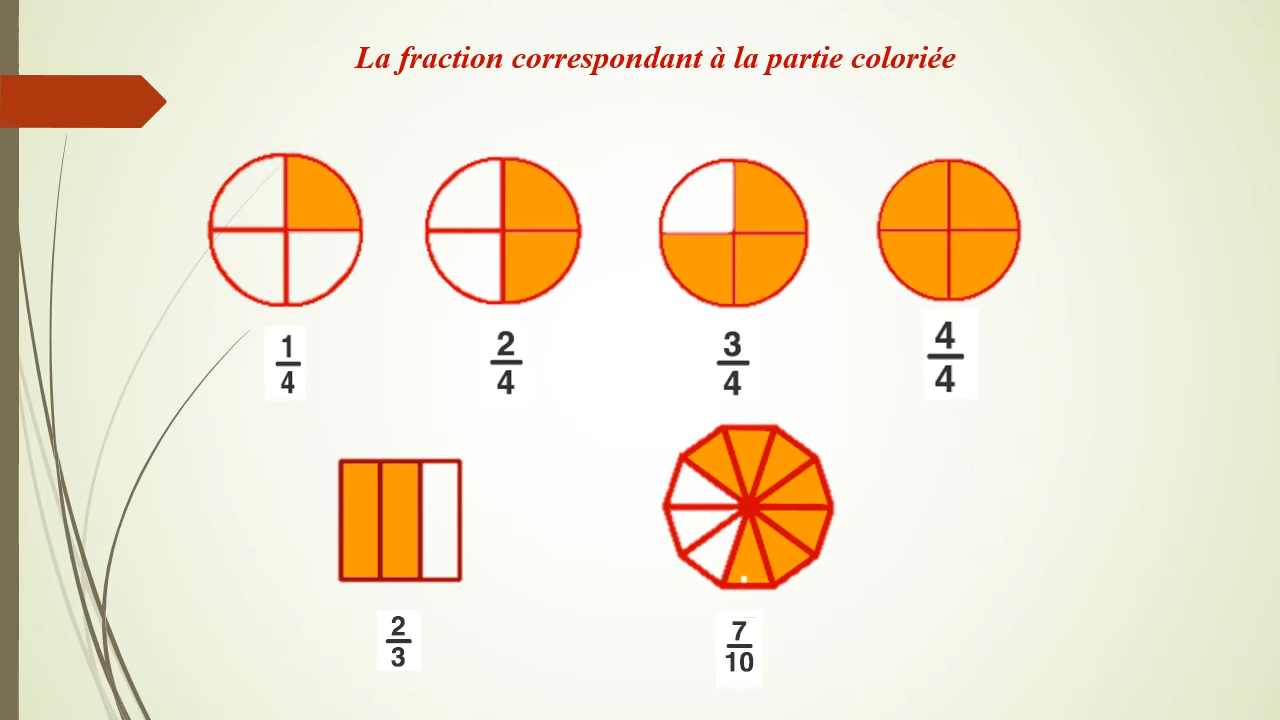 La fraction correspondant à la partie coloriée
1/4 2/4 3/4 4/4
2/3 7/10